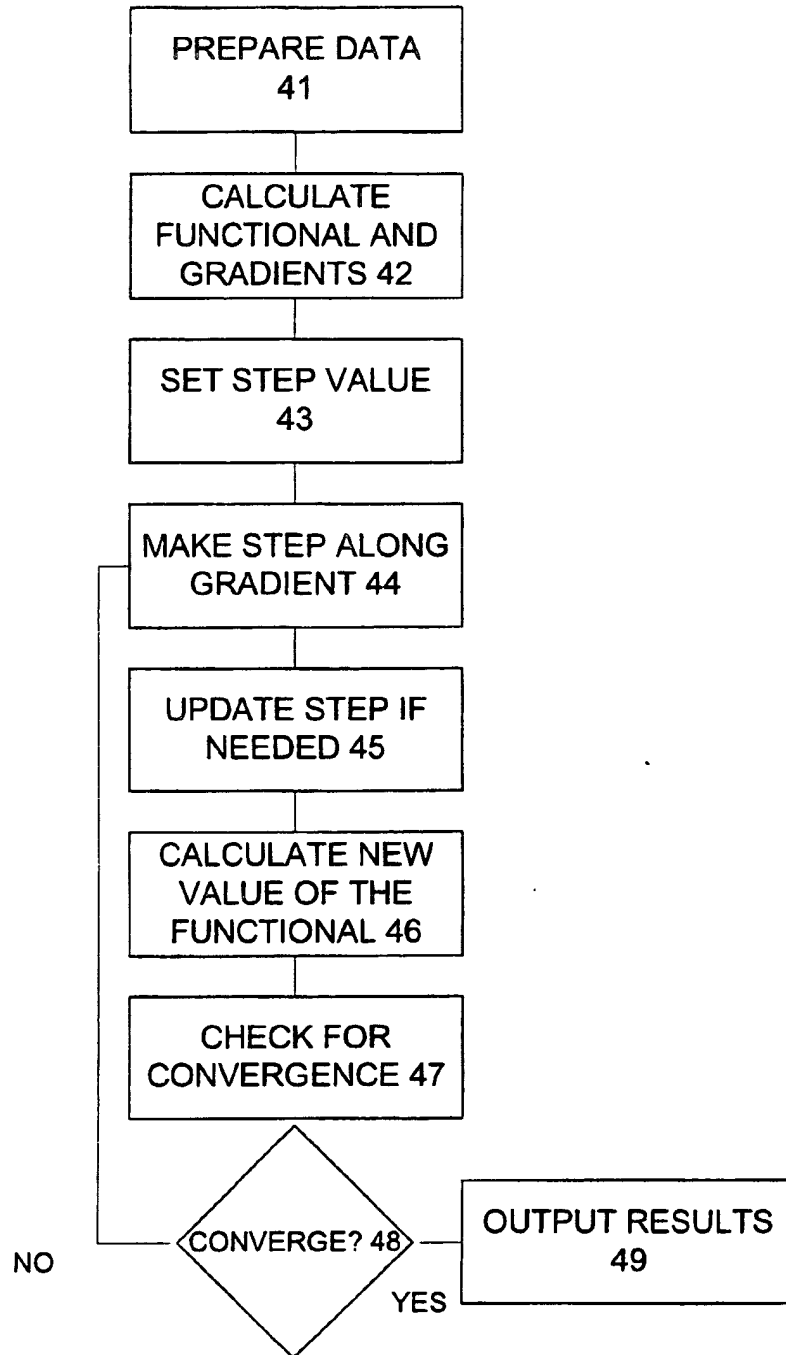 PREPARE DATA
41
CALCULATE
FUNCTIONAL AND
GRADIENTS 42
SET STEP VALUE
43
MAKE STEP ALONG
GRADIENT 44
UPDATE STEP IF
NEEDED 45
CALCULATE NEW
VALUE OF THE
FUNCTIONAL 46
CHECK FOR
CONVERGENCE 47
CONVERGE? 48
OUTPUT RESULTS
49
NO
YES